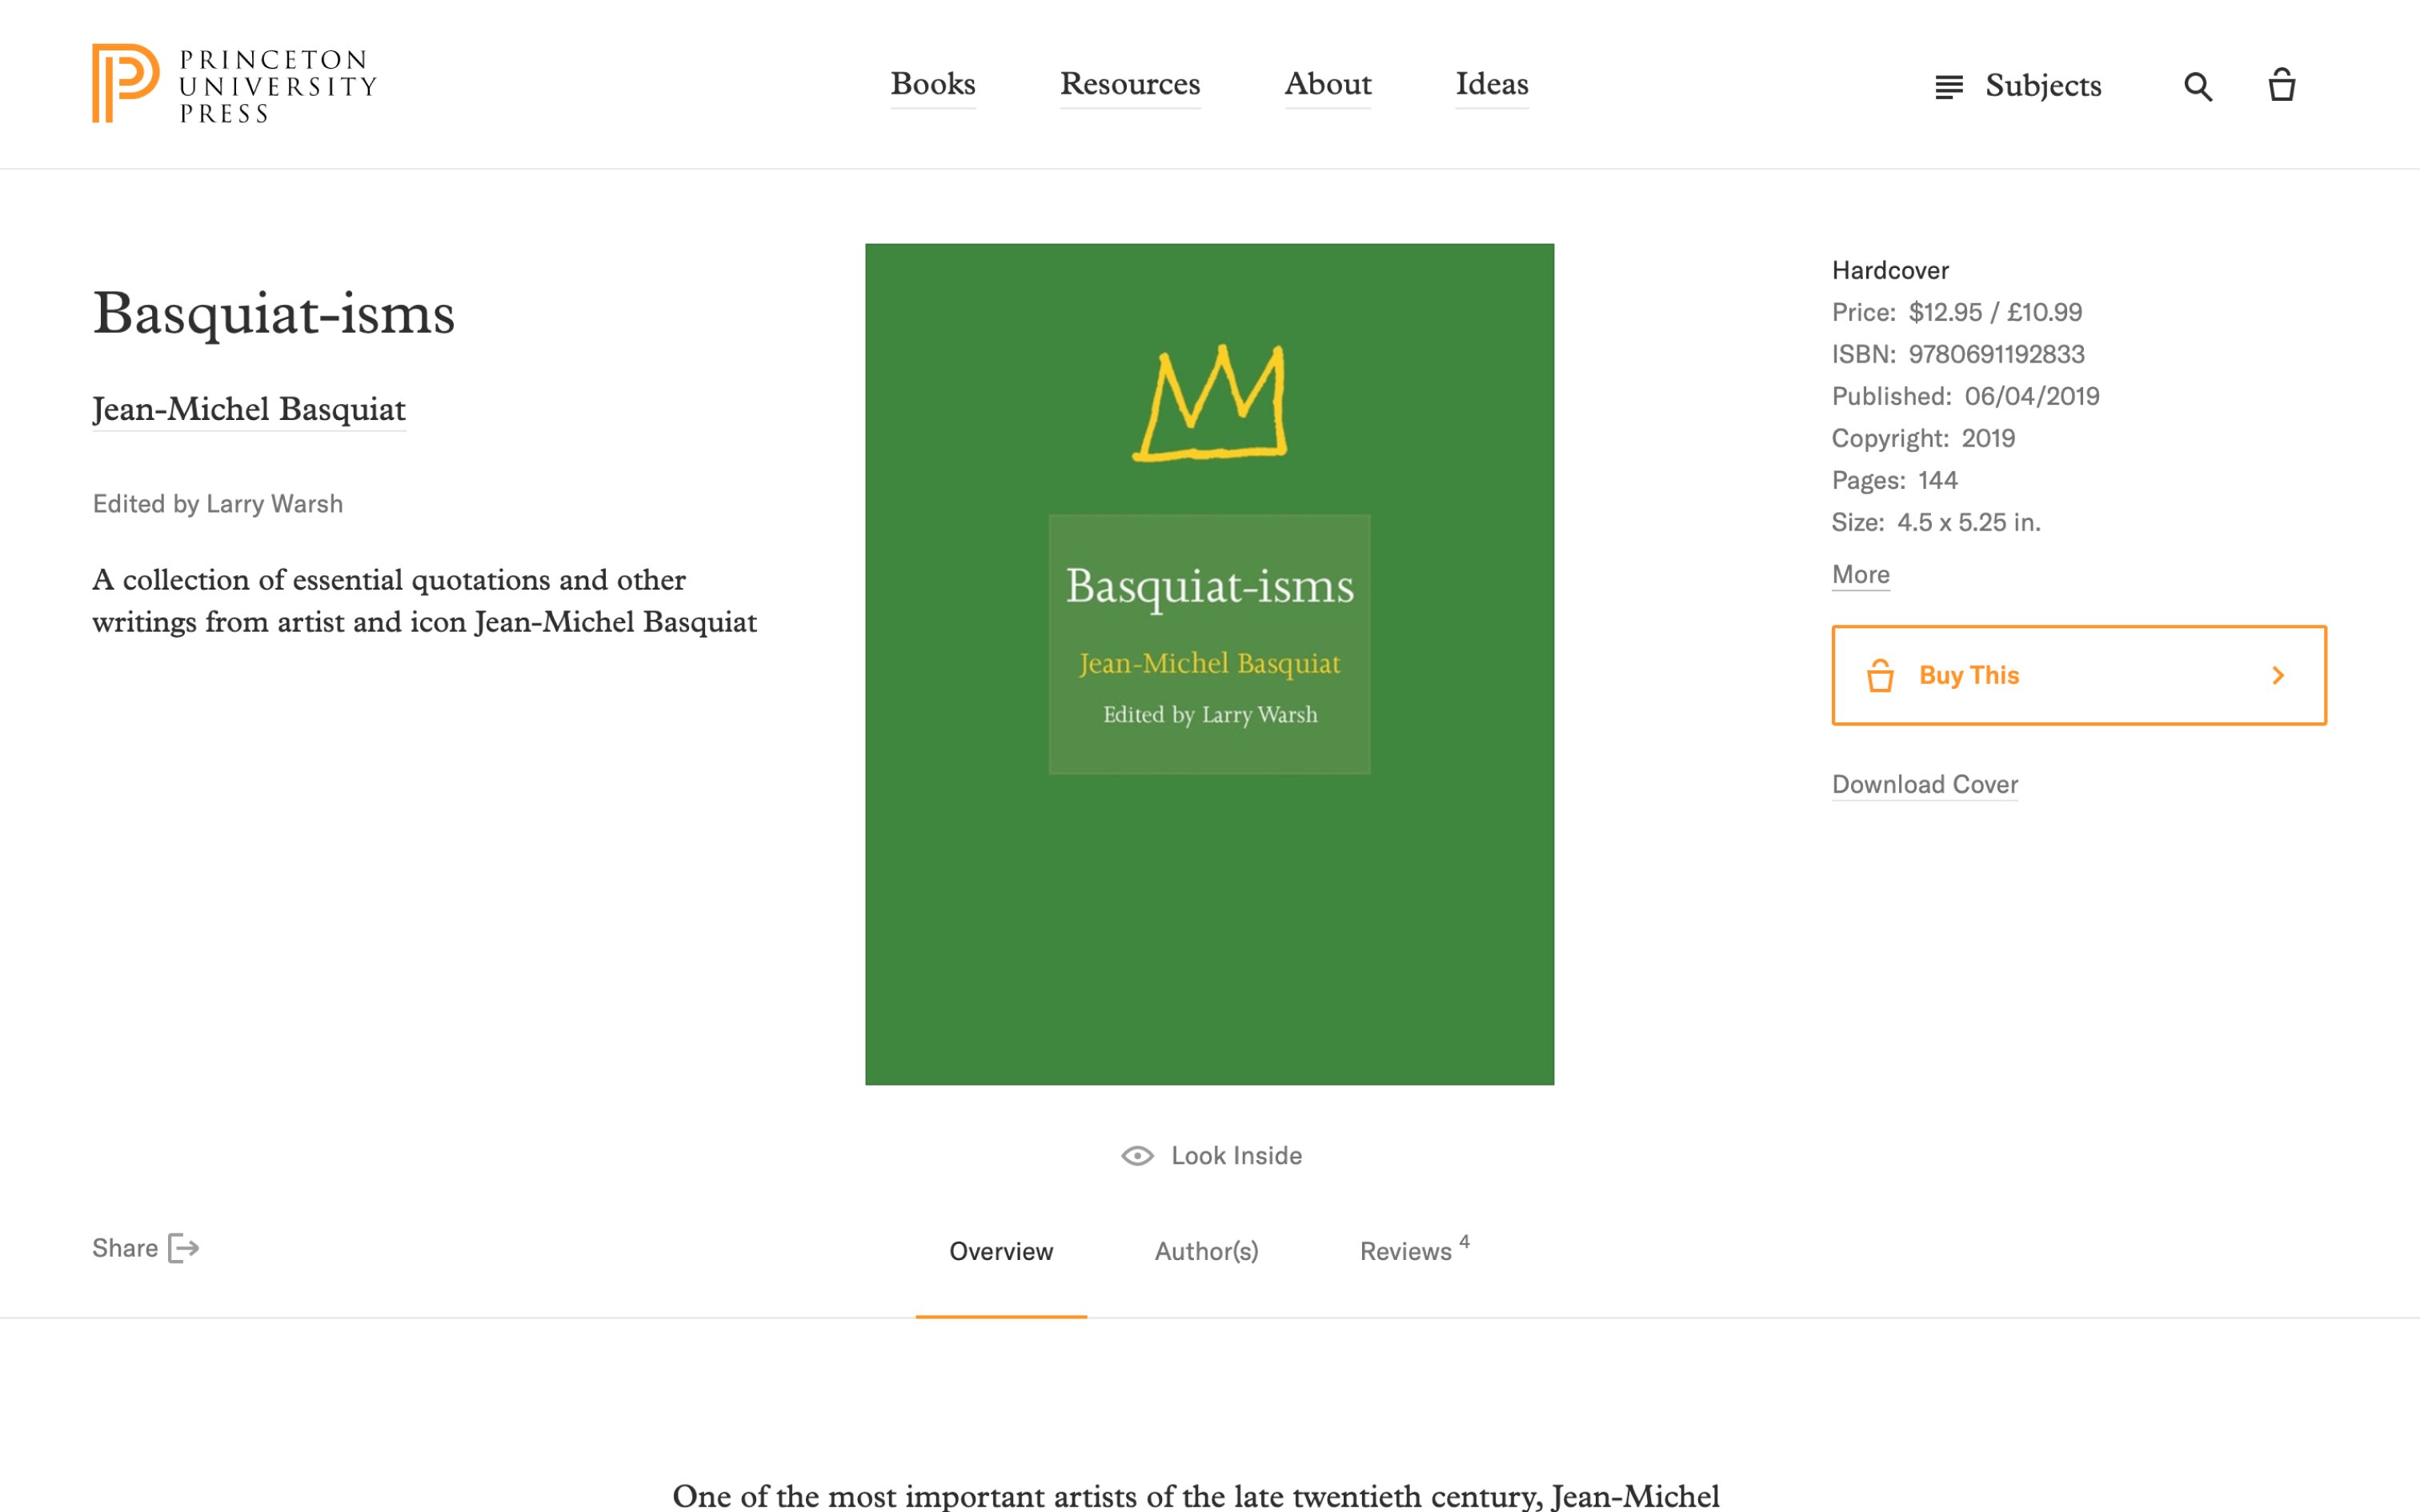 PRINCETON
UNIVERSITY
PRESS
Books
Resources
About
Ideas
Subjects
Basquiat-isms
Jean-Michel Basquiat
Edited by Larry Warsh
A collection of essential quotations and other
writings from artist and icon Jean-Michel Basquiat
Basquiat-isms
Jean-Michel Basquiat
Edited by Larry Warsh
Hardcover
Price: $12.95 / £10.99
ISBN: 9780691192833
Published: 06/04/2019
Copyright: 2019
Pages: 144
Size: 4.5 x 5.25 in.
More
Buy This
Download Cover
Look Inside
Share
Overview
Author(s)
Reviews 4
One of the most important artists of the late twentieth century, Jean-Michel